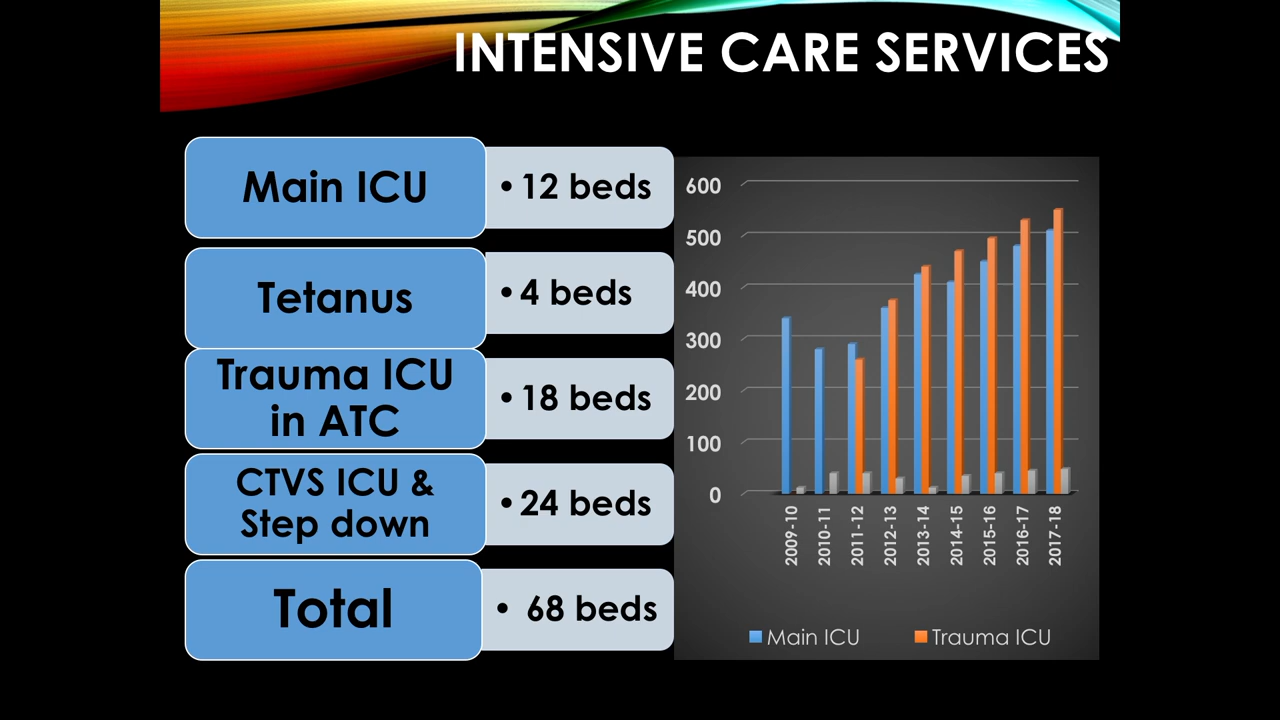 INTENSIVE CARE SERVICES
Main ICU
• 12 beds
Tetanus
• 4 beds
Trauma ICU
in ATC
• 18 beds
CTVS ICU &
Step down
• 24 beds
Total
• 68 beds
600
500
400
300
200
100
0
2009-10
2010-11
2011-12
2012-13
2013-14
2014-15
2015-16
2016-17
2017-18
Main ICU
Trauma ICU